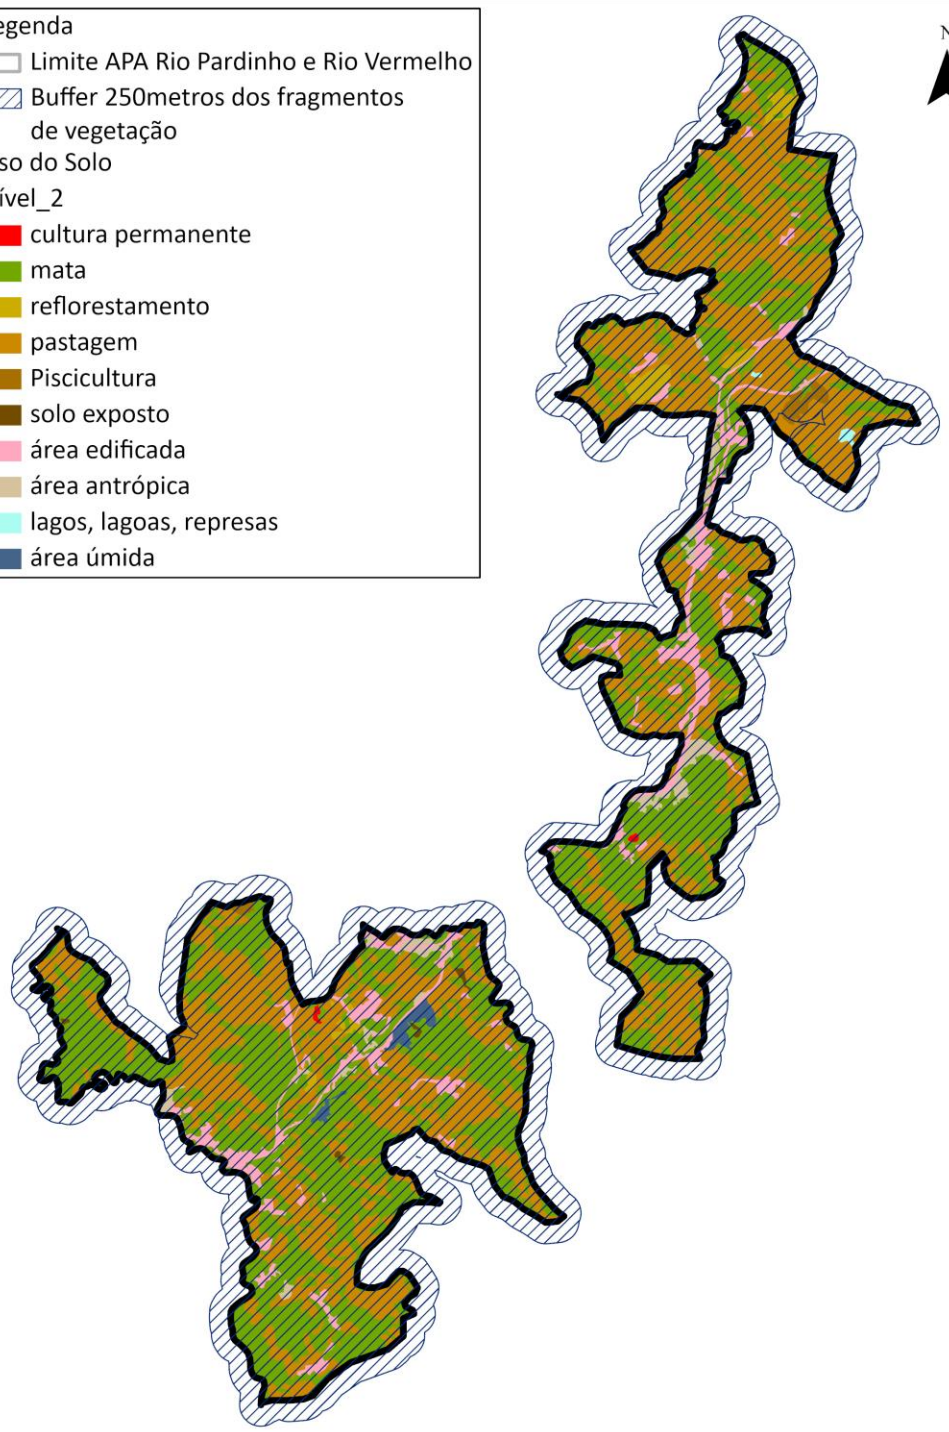 egenda
Limite APA Rio Pardinho e Rio Vermelho
Buffer 250metros dos fragmentos
de vegetação
so do Solo
ível_2
cultura permanente
mata
reflorestamento
pastagem
Piscicultura
solo exposto
área edificada
área antrópica
lagos, lagoas, represas
área úmida
N